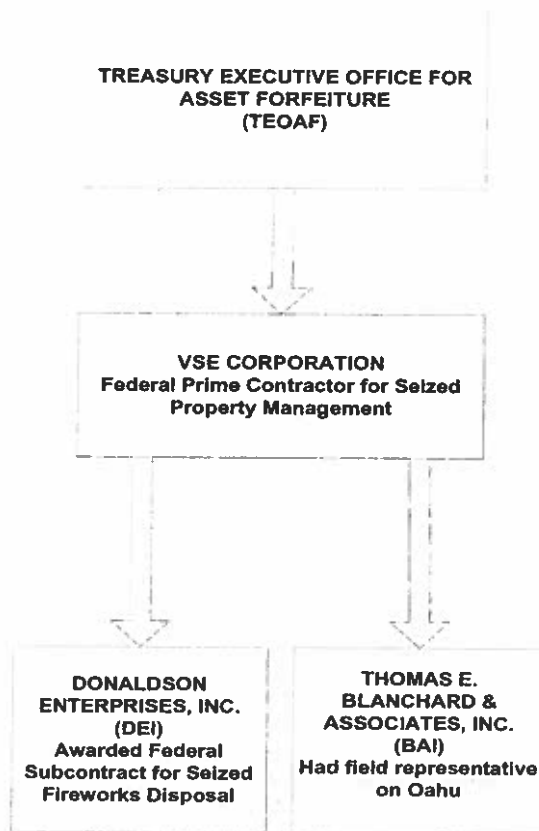 TREASURY EXECUTIVE OFFICE FOR
ASSET FORFEITURE
(TEOAF)
VSE CORPORATION
Federal Prime Contractor for Seized
Property Management
DONALDSON
ENTERPRISES, INC.
(DEI)
Awarded Federal
Subcontract for Seized
Fireworks Disposal
THOMAS E.
BLANCHARD &
ASSOCIATES, INC.
(BAI)
Had field representative
on Oahu